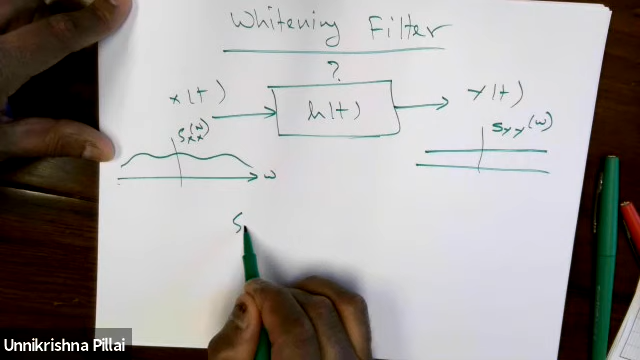 Whitening Filter
?
x(t) h(t) Y(t)
Sxx(ω) Syy(ω)
ω
S
Unnikrishna Pillai